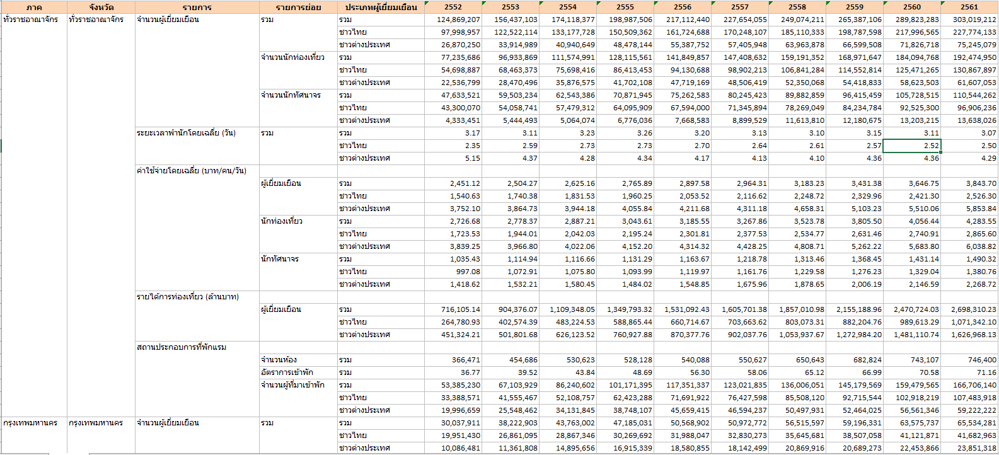 ภาค จังหวัด รายการ รายการย่อย ประเภทผู้เยี่ยมเยือน 2552 2553 2554 2555 2556 2557 2558 2559 2560 2561
ทั่วราชอาณาจักร ทั่วราชอาณาจักร จำนวนผู้เยี่ยมเยือน รวม รวม 124,869,207 156,437,103 174,118,377 198,987,506 217,112,440 227,654,055 249,074,211 265,387,106 289,823,283 303,019,212
ชาวไทย 97,998,957 122,522,114 133,177,728 150,509,362 161,724,688 170,248,107 185,110,333 198,787,598 217,996,565 227,774,133
ชาวต่างประเทศ 26,870,250 33,914,989 40,940,649 48,478,144 55,387,752 57,405,948 63,963,878 66,599,508 71,826,718 75,245,079
จำนวนนักท่องเที่ยว รวม 77,235,686 96,933,869 111,574,991 128,115,561 141,849,857 147,408,632 159,191,352 168,971,647 184,094,768 192,474,950
ชาวไทย 54,698,887 68,463,373 75,698,416 86,413,453 94,130,688 98,902,213 106,841,284 114,552,814 125,471,265 130,867,897
ชาวต่างประเทศ 22,536,799 28,470,496 35,876,575 41,702,108 47,719,169 48,506,419 52,350,068 54,418,833 58,623,503 61,607,053
จำนวนนักทัศนาจร รวม 47,633,521 59,503,234 62,543,386 70,871,945 75,262,583 80,245,423 89,882,859 96,415,459 105,728,515 110,544,262
ชาวไทย 43,300,070 54,058,741 57,479,312 64,095,909 67,594,000 71,345,894 78,269,049 84,234,784 92,525,300 96,906,236
ชาวต่างประเทศ 4,333,451 5,444,493 5,064,074 6,776,036 7,668,583 8,899,529 11,613,810 12,180,675 13,203,215 13,638,026
ระยะเวลาพำนักโดยเฉลี่ย (วัน) รวม รวม 3.17 3.11 3.23 3.26 3.20 3.13 3.10 3.15 3.11 3.07
ชาวไทย 2.35 2.59 2.73 2.73 2.70 2.64 2.61 2.57 2.52 2.50
ชาวต่างประเทศ 5.15 4.37 4.28 4.34 4.17 4.13 4.10 4.36 4.36 4.29
ค่าใช้จ่ายโดยเฉลี่ย (บาท/คน/วัน)
ผู้เยี่ยมเยือน รวม 2,451.12 2,504.27 2,625.16 2,765.89 2,897.58 2,964.31 3,183.23 3,431.38 3,646.75 3,843.70
ชาวไทย 1,540.63 1,740.38 1,831.53 1,960.25 2,053.52 2,116.62 2,248.72 2,329.96 2,421.30 2,526.30
ชาวต่างประเทศ 3,752.10 3,864.73 3,944.18 4,055.84 4,211.68 4,311.18 4,658.31 5,103.23 5,510.06 5,853.84
นักท่องเที่ยว รวม 2,726.68 2,778.37 2,887.21 3,043.61 3,185.55 3,267.86 3,523.78 3,805.50 4,056.44 4,283.55
ชาวไทย 1,723.53 1,944.01 2,042.03 2,195.24 2,301.81 2,377.53 2,534.77 2,631.46 2,740.91 2,865.60
ชาวต่างประเทศ 3,839.25 3,966.80 4,022.06 4,152.20 4,314.32 4,428.25 4,808.71 5,262.22 5,683.80 6,038.82
นักทัศนาจร รวม 1,035.43 1,114.94 1,116.66 1,131.29 1,163.67 1,218.78 1,313.46 1,368.45 1,431.14 1,490.32
ชาวไทย 997.08 1,072.91 1,075.80 1,093.99 1,119.97 1,161.76 1,229.58 1,276.23 1,329.04 1,380.76
ชาวต่างประเทศ 1,418.62 1,532.21 1,580.45 1,484.02 1,548.85 1,675.96 1,878.65 2,006.19 2,146.59 2,268.72
รายได้การท่องเที่ยว (ล้านบาท)
ผู้เยี่ยมเยือน รวม 716,105.14 904,376.07 1,109,348.05 1,349,793.32 1,531,092.43 1,605,701.38 1,857,010.98 2,155,188.96 2,470,724.03 2,698,310.23
ชาวไทย 264,780.93 402,574.39 483,224.53 588,865.44 660,714.67 703,663.62 803,073.31 882,204.76 989,613.29 1,071,342.10
ชาวต่างประเทศ 451,324.21 501,801.68 626,123.52 760,927.88 870,377.76 902,037.76 1,053,937.67 1,272,984.20 1,481,110.74 1,626,968.13
สถานประกอบการที่พักแรม
จำนวนห้อง รวม 366,471 454,686 530,623 528,128 540,088 550,627 650,643 682,824 743,107 746,400
อัตราการเข้าพัก รวม 36.77 39.52 43.84 48.69 56.30 58.06 65.12 66.99 70.58 71.16
จำนวนผู้ที่มาเข้าพัก รวม 53,385,230 67,103,929 86,240,602 101,171,395 117,351,337 123,021,835 136,006,051 145,179,569 159,479,565 166,706,140
ชาวไทย 33,388,571 41,555,467 52,108,757 62,423,288 71,691,922 76,427,598 85,508,120 92,715,544 102,918,219 107,483,918
ชาวต่างประเทศ 19,996,659 25,548,462 34,131,845 38,748,107 45,659,415 46,594,237 50,497,931 52,464,025 56,561,346 59,222,222
กรุงเทพมหานคร กรุงเทพมหานคร จำนวนผู้เยี่ยมเยือน รวม รวม 30,037,911 38,222,903 43,763,002 47,185,031 50,568,902 50,972,772 56,515,597 59,196,331 63,575,737 65,534,281
ชาวไทย 19,951,430 26,861,095 28,867,346 30,269,692 31,988,047 32,830,273 35,645,681 38,507,058 41,121,871 41,682,963
ชาวต่างประเทศ 10,086,481 11,361,808 14,895,656 16,915,339 18,580,855 18,142,499 20,869,916 20,689,273 22,453,866 23,851,318